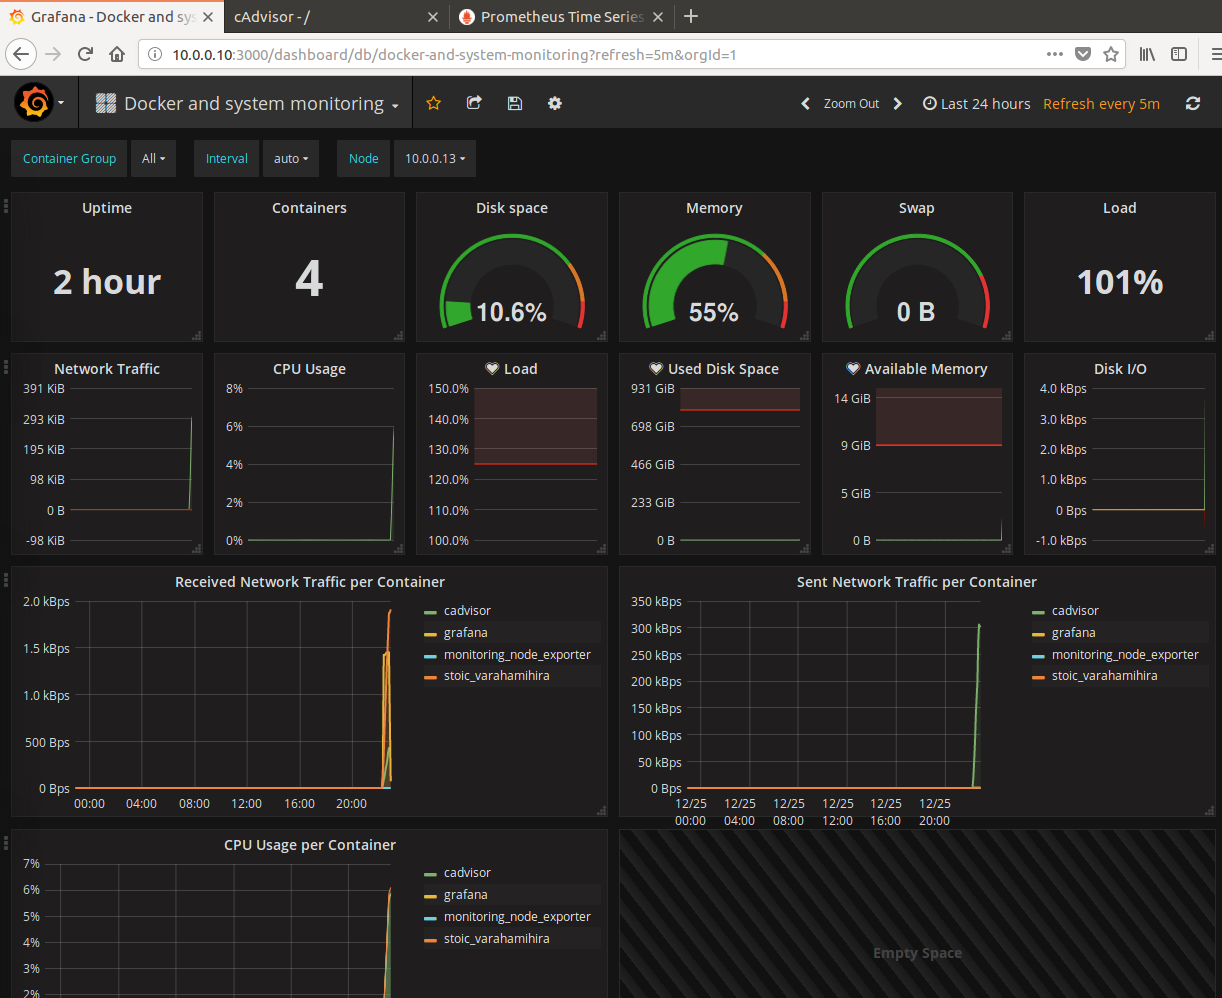 Grafana - Docker and sys
cAdvisor - /
Prometheus Time Series
10.0.0.10:3000/dashboard/db/docker-and-system-monitoring?refresh=5m&orgId=1
Docker and system monitoring
Zoom Out
Last 24 hours
Refresh every 5m
Container Group
All
Interval
auto
Node
10.0.0.13
Uptime
2 hour
Containers
4
Disk space
10.6%
Memory
55%
Swap
0 B
Load
101%
Network Traffic
391 KiB
293 KiB
195 KiB
98 KiB
0 B
-98 KiB
CPU Usage
8%
6%
4%
2%
0%
Load
150.0%
140.0%
130.0%
120.0%
110.0%
100.0%
Used Disk Space
931 GiB
698 GiB
466 GiB
233 GiB
0 B
Available Memory
14 GiB
9 GiB
5 GiB
0 B
Disk I/O
4.0 kBps
3.0 kBps
2.0 kBps
1.0 kBps
0 Bps
-1.0 kBps
Received Network Traffic per Container
2.0 kBps
1.5 kBps
1.0 kBps
500 Bps
0 Bps
00:00 04:00 08:00 12:00 16:00 20:00
cadvisor
grafana
monitoring_node_exporter
stoic_varahamihira
Sent Network Traffic per Container
350 kBps
300 kBps
250 kBps
200 kBps
150 kBps
100 kBps
50 kBps
0 Bps
12/25 12/25 12/25 12/25 12/25 12/25
00:00 04:00 08:00 12:00 16:00 20:00
cadvisor
grafana
monitoring_node_exporter
stoic_varahamihira
CPU Usage per Container
7%
6%
5%
4%
3%
2%
cadvisor
grafana
monitoring_node_exporter
stoic_varahamihira
Empty Space